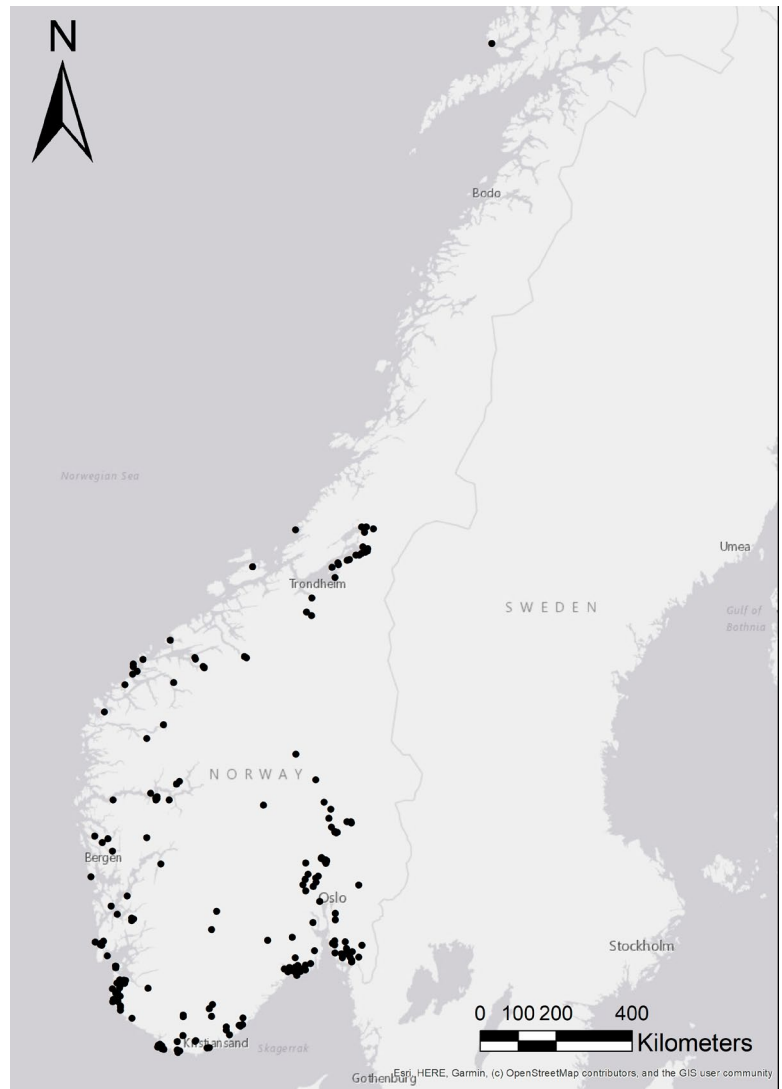 N
Bodo
Norwegian Sea
Umea
Trondheim
SWEDEN
Gulf of
Bothnia
NORWAY
Bergen
Oslo
Stockholm
0 100 200 400
Kilometers
Kristiansand
Skagerrak
Esri, HERE, Garmin, (c) OpenStreetMap contributors, and the GIS user community
Gothenburg